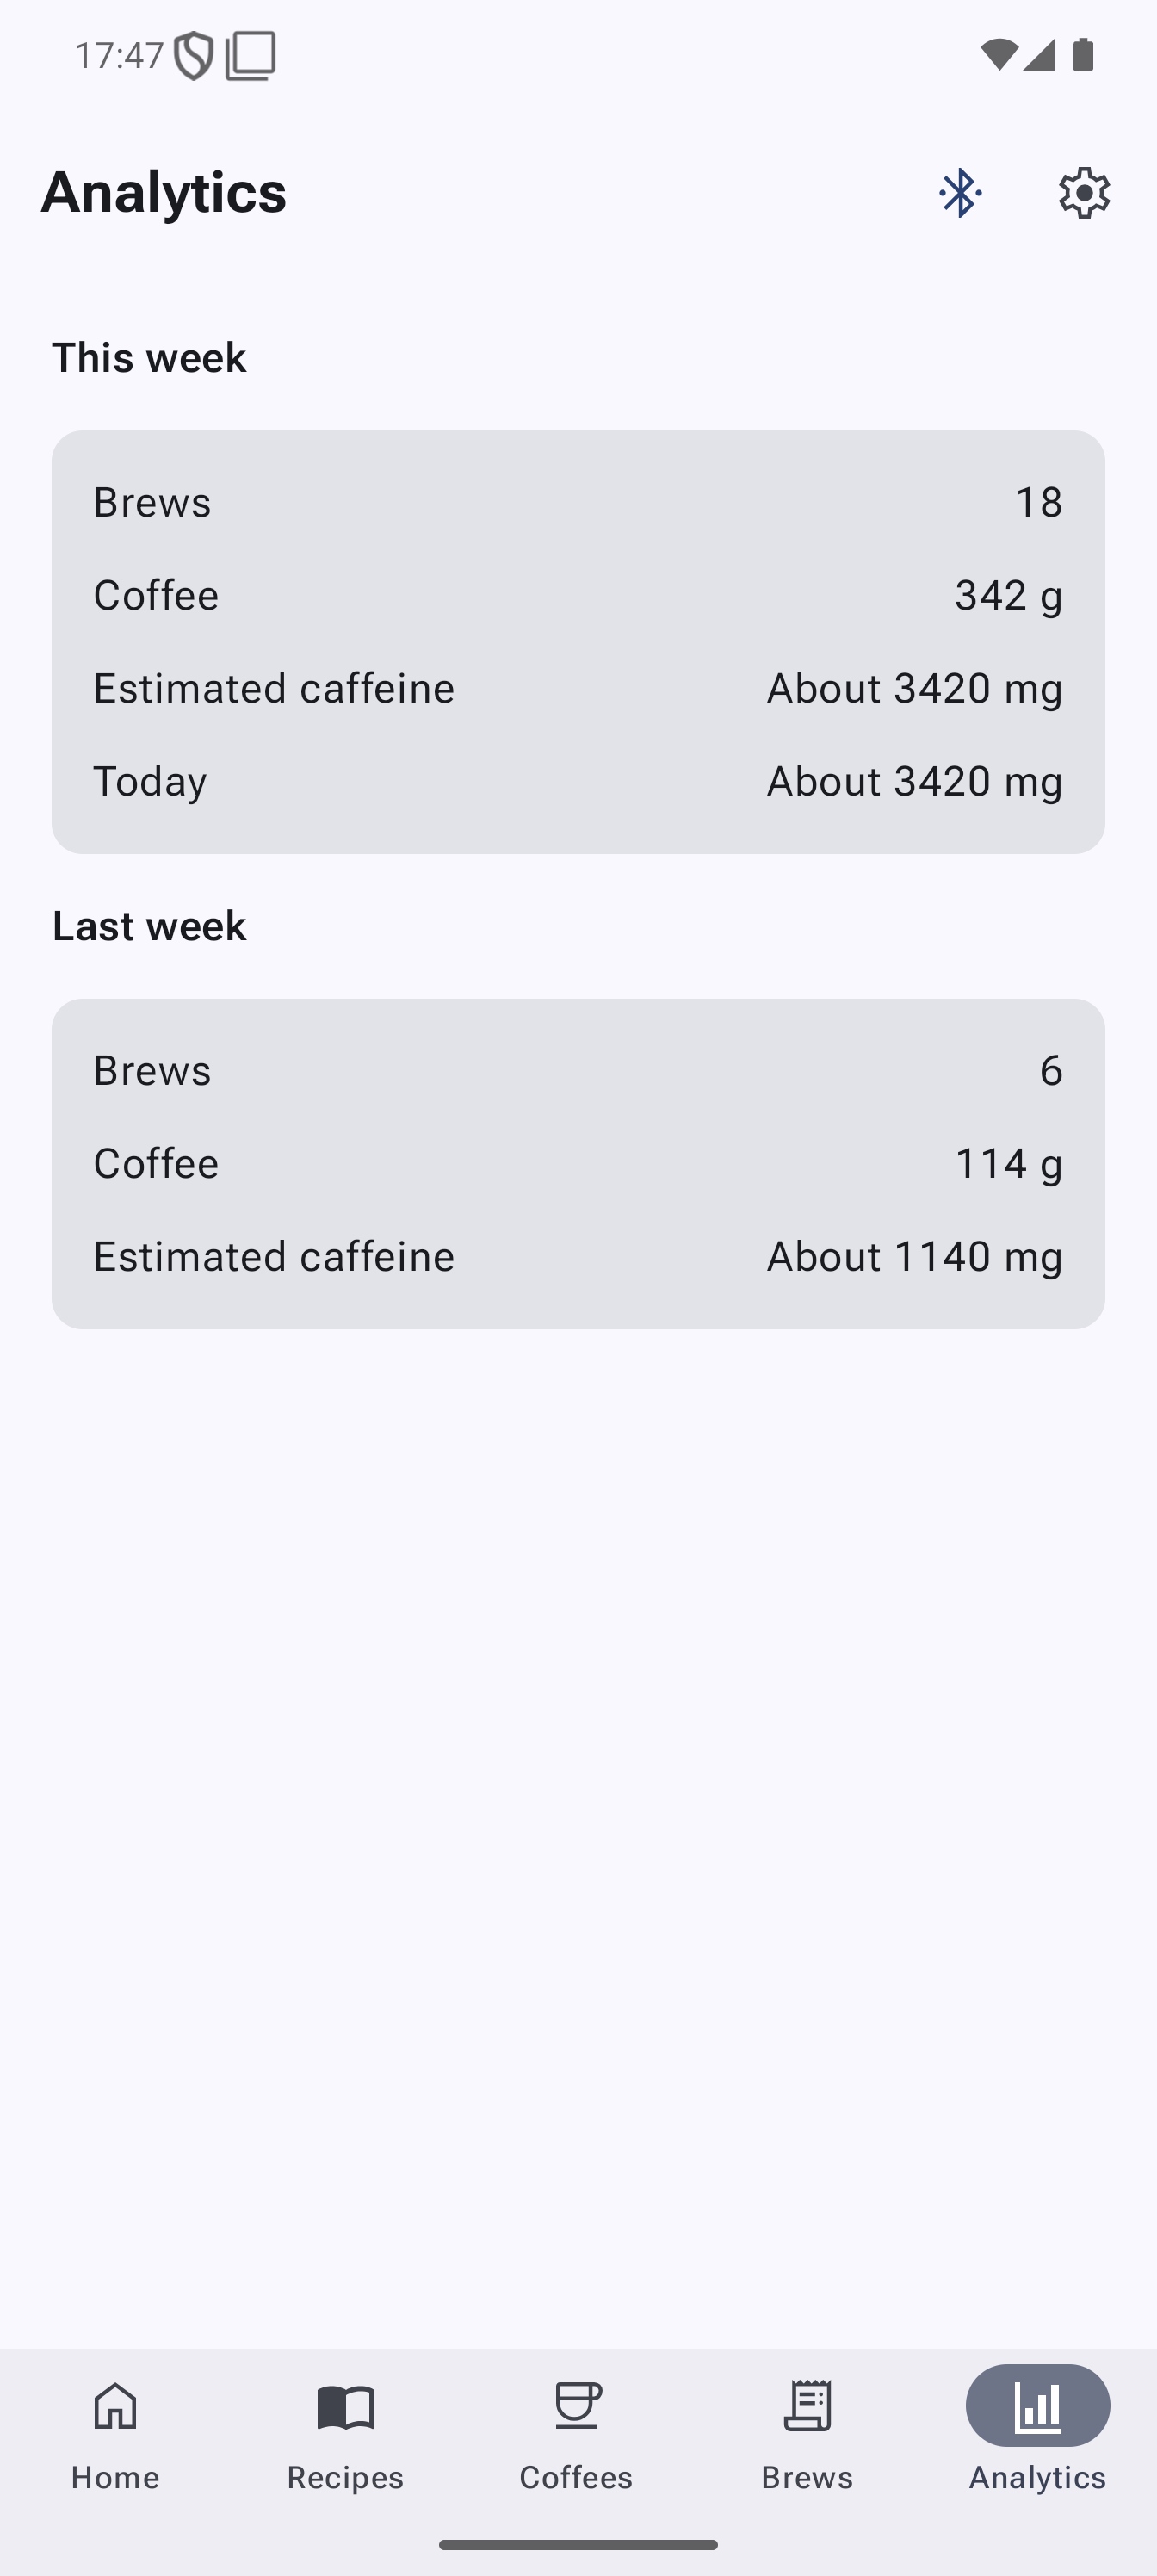 17:47
Analytics
This week
Brews 18
Coffee 342 g
Estimated caffeine About 3420 mg
Today About 3420 mg
Last week
Brews 6
Coffee 114 g
Estimated caffeine About 1140 mg
Home Recipes Coffees Brews Analytics